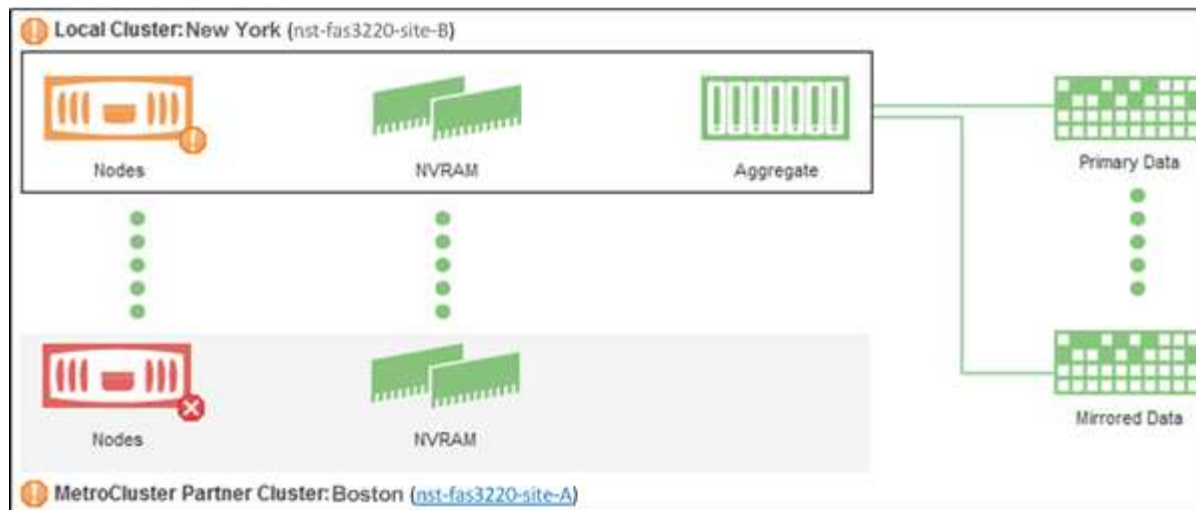 Local Cluster: New York (nst-fas3220-site-B)
Nodes NVRAM Aggregate
Primary Data
Mirrored Data
Nodes NVRAM
MetroCluster Partner Cluster: Boston (nst-fas3220-site-A)